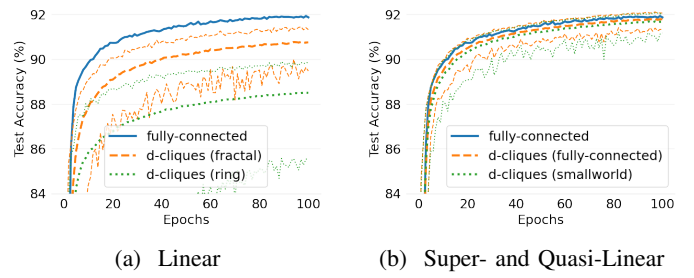 92
90
88
86
84
Test Accuracy (%)
fully-connected
d-cliques (fractal)
d-cliques (ring)
0 20 40 60 80 100
Epochs
(a) Linear
92
90
88
86
84
Test Accuracy (%)
fully-connected
d-cliques (fully-connected)
d-cliques (smallworld)
0 20 40 60 80 100
Epochs
(b) Super- and Quasi-Linear